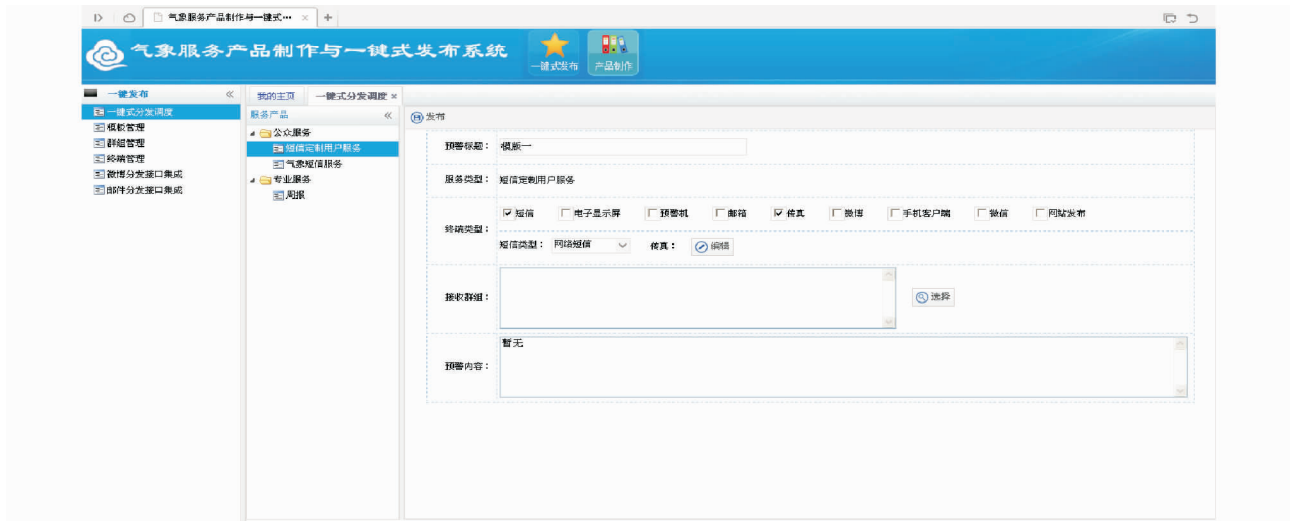 气象服务产品制作与一键式… × +
气象服务产品制作与一键式发布系统
一键式发布 产品制作
一键发布 《
一键式分发调度
模板管理
群组管理
终端管理
微博分发接口集成
邮件分发接口集成
我的主页 一键式分发调度 ×
服务产品 《
公众服务
短信定制用户服务
气象短信服务
专业服务
周报
发布
预警标题: 模版一
服务类型: 短信定制用户服务
终端类型: 短信 电子显示屏 预警机 邮箱 传真 微博 手机客户端 微信 网站发布
短信类型: 网络短信 传真: 编辑
接收群组: 选择
预警内容: 暂无